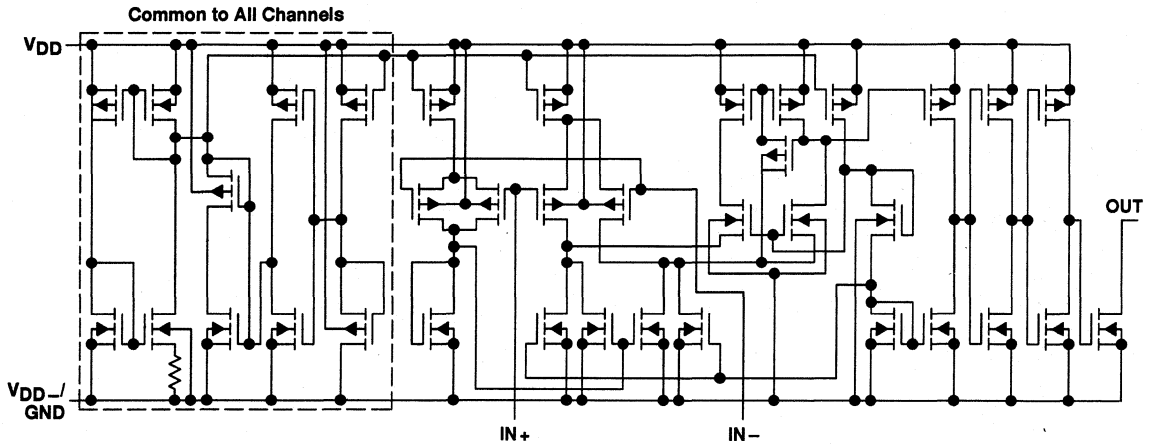 Common to All Channels
VDD
OUT
VDD–/
GND
IN+
IN–